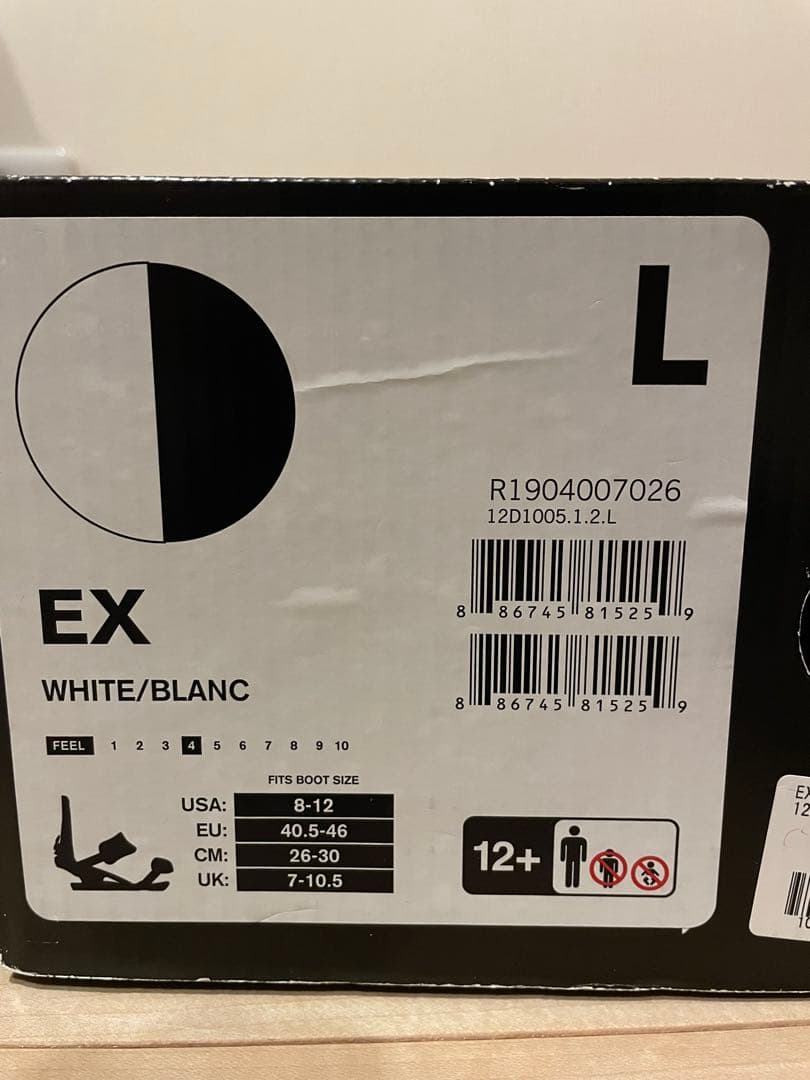 L
R1904007026
12D1005.1.2.L
8 86745 81525 9
8 86745 81525 9
EX
WHITE/BLANC
FEEL 1 2 3 4 5 6 7 8 9 10
FITS BOOT SIZE
USA: 8-12
EU: 40.5-46
CM: 26-30
UK: 7-10.5
12+
EX
12